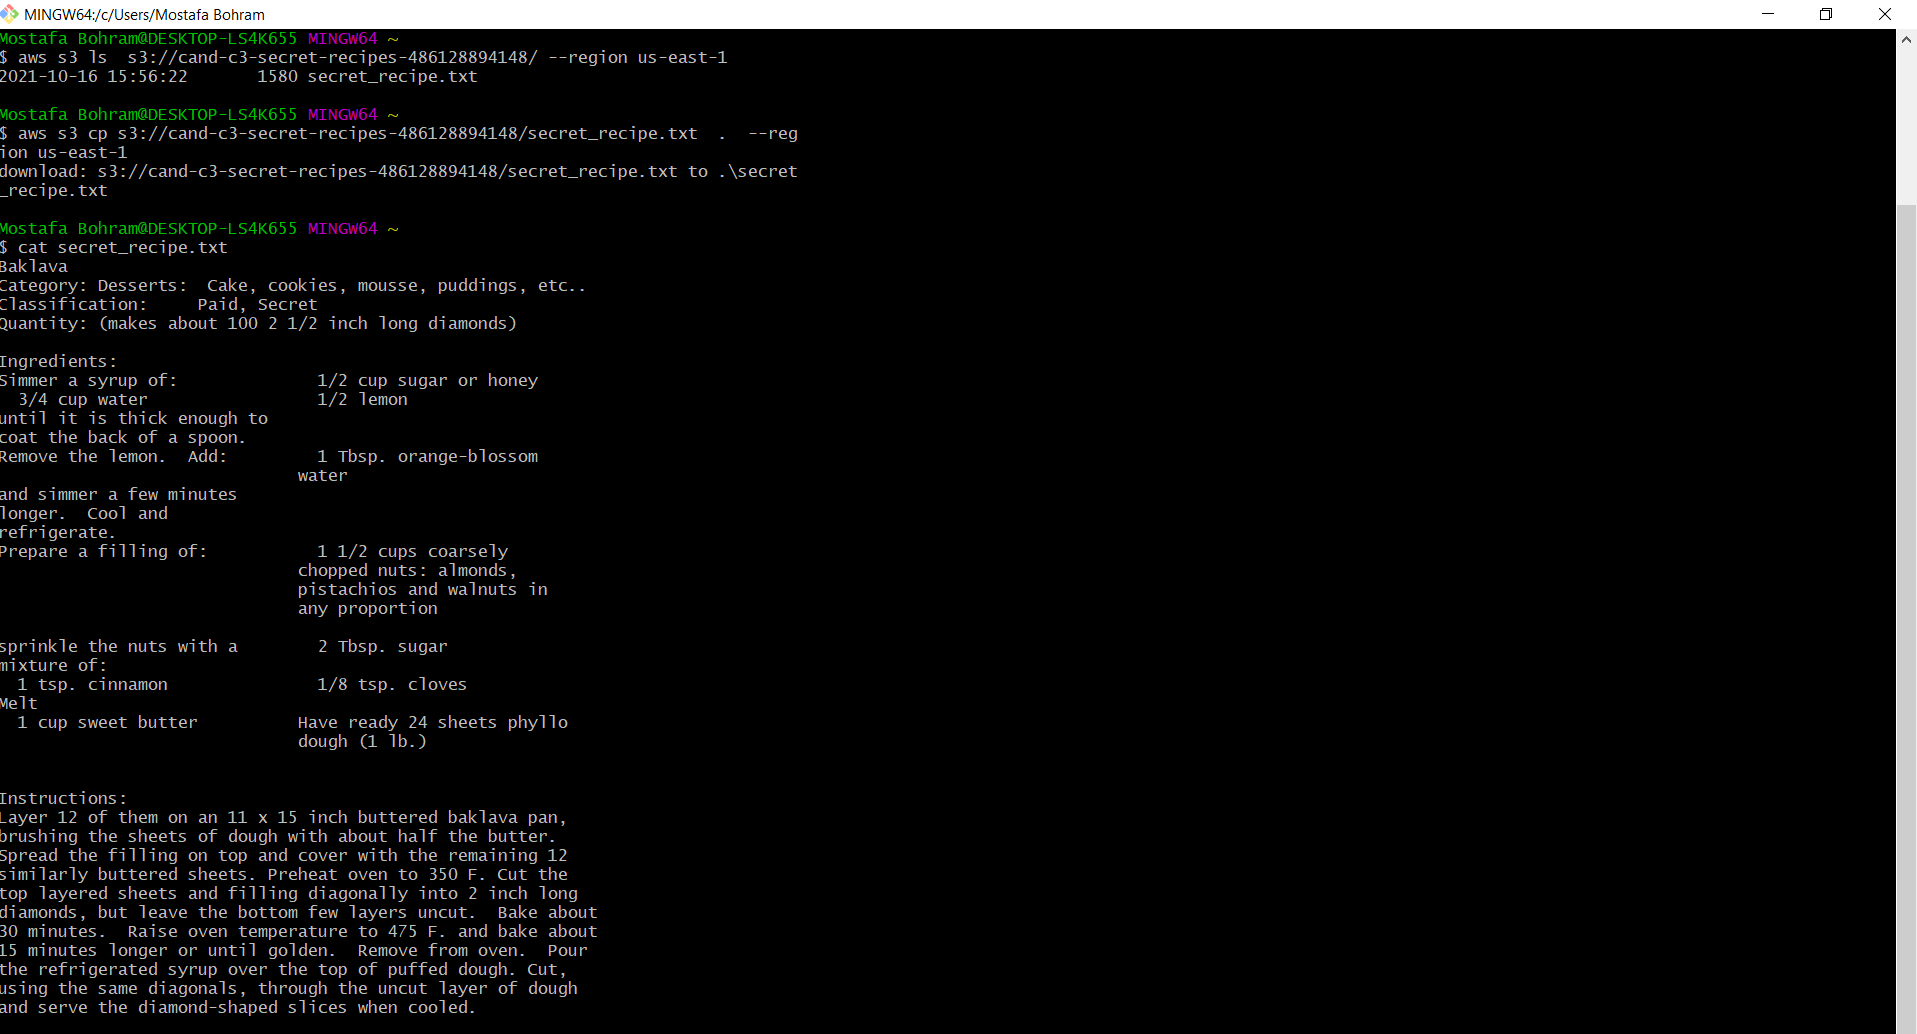 MINGW64:/c/Users/Mostafa Bohram
Mostafa Bohram@DESKTOP-LS4K655 MINGW64 ~
$ aws s3 ls  s3://cand-c3-secret-recipes-486128894148/ --region us-east-1
2021-10-16 15:56:22       1580 secret_recipe.txt

Mostafa Bohram@DESKTOP-LS4K655 MINGW64 ~
$ aws s3 cp s3://cand-c3-secret-recipes-486128894148/secret_recipe.txt  .  --reg
ion us-east-1
download: s3://cand-c3-secret-recipes-486128894148/secret_recipe.txt to .\secret
_recipe.txt

Mostafa Bohram@DESKTOP-LS4K655 MINGW64 ~
$ cat secret_recipe.txt
Baklava
Category: Desserts:  Cake, cookies, mousse, puddings, etc..
Classification:     Paid, Secret
Quantity: (makes about 100 2 1/2 inch long diamonds)

Ingredients:
Simmer a syrup of:              1/2 cup sugar or honey
  3/4 cup water                 1/2 lemon
until it is thick enough to
coat the back of a spoon.
Remove the lemon.  Add:         1 Tbsp. orange-blossom
                              water
and simmer a few minutes
longer.  Cool and
refrigerate.
Prepare a filling of:           1 1/2 cups coarsely
                              chopped nuts: almonds,
                              pistachios and walnuts in
                              any proportion

sprinkle the nuts with a        2 Tbsp. sugar
mixture of:
  1 tsp. cinnamon               1/8 tsp. cloves
Melt
  1 cup sweet butter          Have ready 24 sheets phyllo
                              dough (1 lb.)

Instructions:
Layer 12 of them on an 11 x 15 inch buttered baklava pan,
brushing the sheets of dough with about half the butter.
Spread the filling on top and cover with the remaining 12
similarly buttered sheets. Preheat oven to 350 F. Cut the
top layered sheets and filling diagonally into 2 inch long
diamonds, but leave the bottom few layers uncut.  Bake about
30 minutes.  Raise oven temperature to 475 F. and bake about
15 minutes longer or until golden.  Remove from oven.  Pour
the refrigerated syrup over the top of puffed dough. Cut,
using the same diagonals, through the uncut layer of dough
and serve the diamond-shaped slices when cooled.